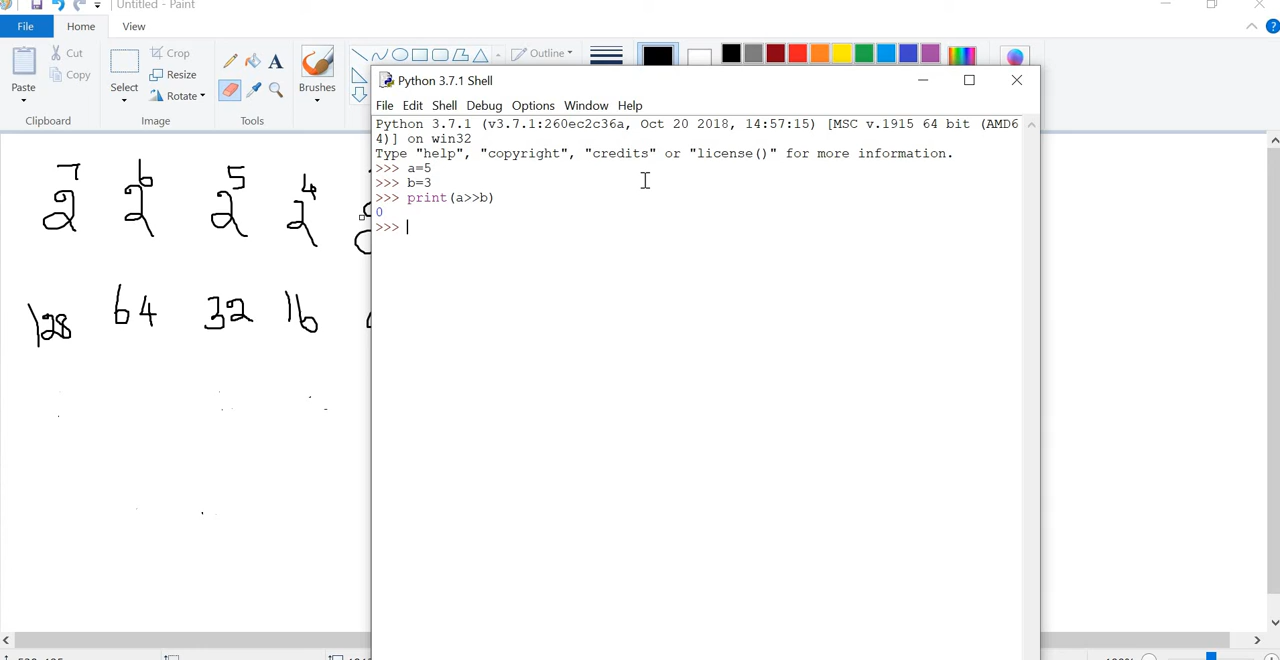 Untitled - Paint
File Home View
Cut
Copy
Paste
Clipboard
Select
Crop
Resize
Rotate
Image
A
Tools
Brushes
Outline
Python 3.7.1 Shell
File Edit Shell Debug Options Window Help
Python 3.7.1 (v3.7.1:260ec2c36a, Oct 20 2018, 14:57:15) [MSC v.1915 64 bit (AMD6
4)] on win32
Type "help", "copyright", "credits" or "license()" for more information.
>>> a=5
>>> b=3
>>> print(a>>b)
0
>>>
7 6 5 4
2 2 2 2
128 64 32 16